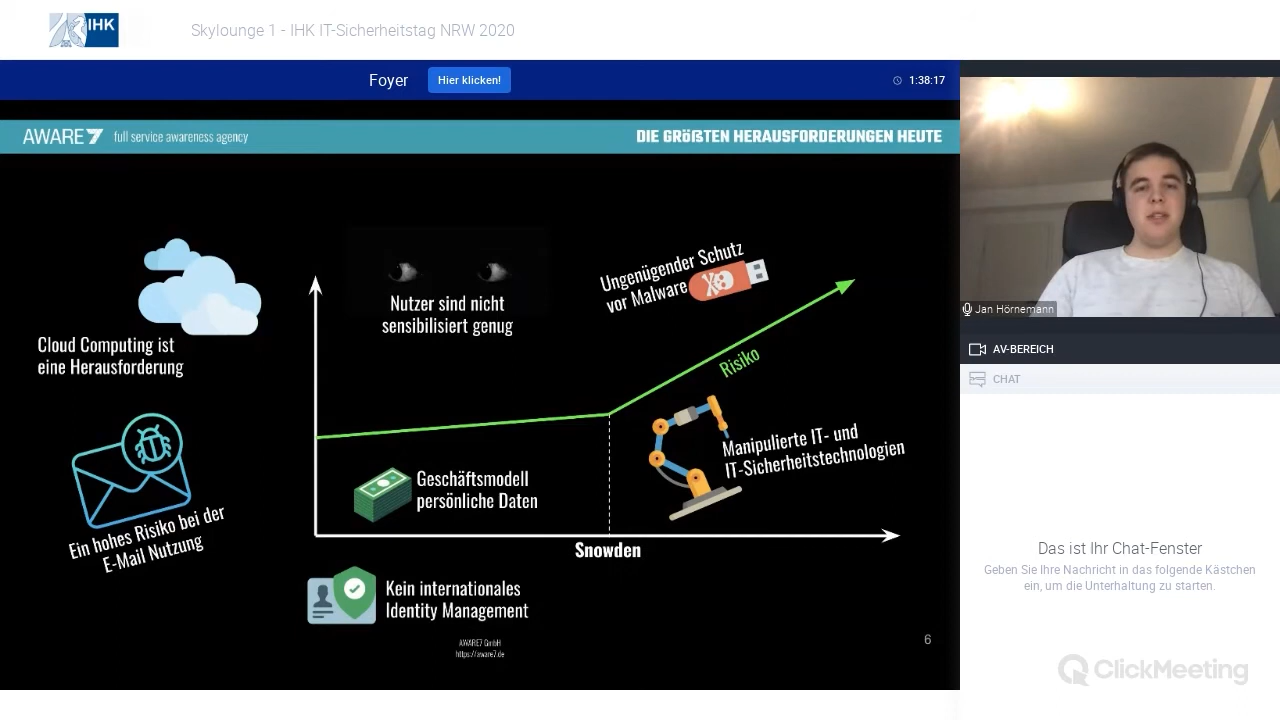 IHK
Skylounge 1 - IHK IT-Sicherheitstag NRW 2020
Foyer
Hier klicken!
1:38:17
AWARE7
full service awareness agency
DIE GRÖßTEN HERAUSFORDERUNGEN HEUTE
Cloud Computing ist
eine Herausforderung
Nutzer sind nicht
sensibilisiert genug
Ungenügender Schutz
vor Malware
Risiko
Manipulierte IT- und
IT-Sicherheitstechnologien
Geschäftsmodell
persönliche Daten
Ein hohes Risiko bei der
E-Mail Nutzung
Snowden
Kein internationales
Identity Management
AWARE7 GmbH
https://aware7.de
6
Jan Hörnemann
AV-BEREICH
CHAT
Das ist Ihr Chat-Fenster
Geben Sie Ihre Nachricht in das folgende Kästchen
ein, um die Unterhaltung zu starten.
ClickMeeting